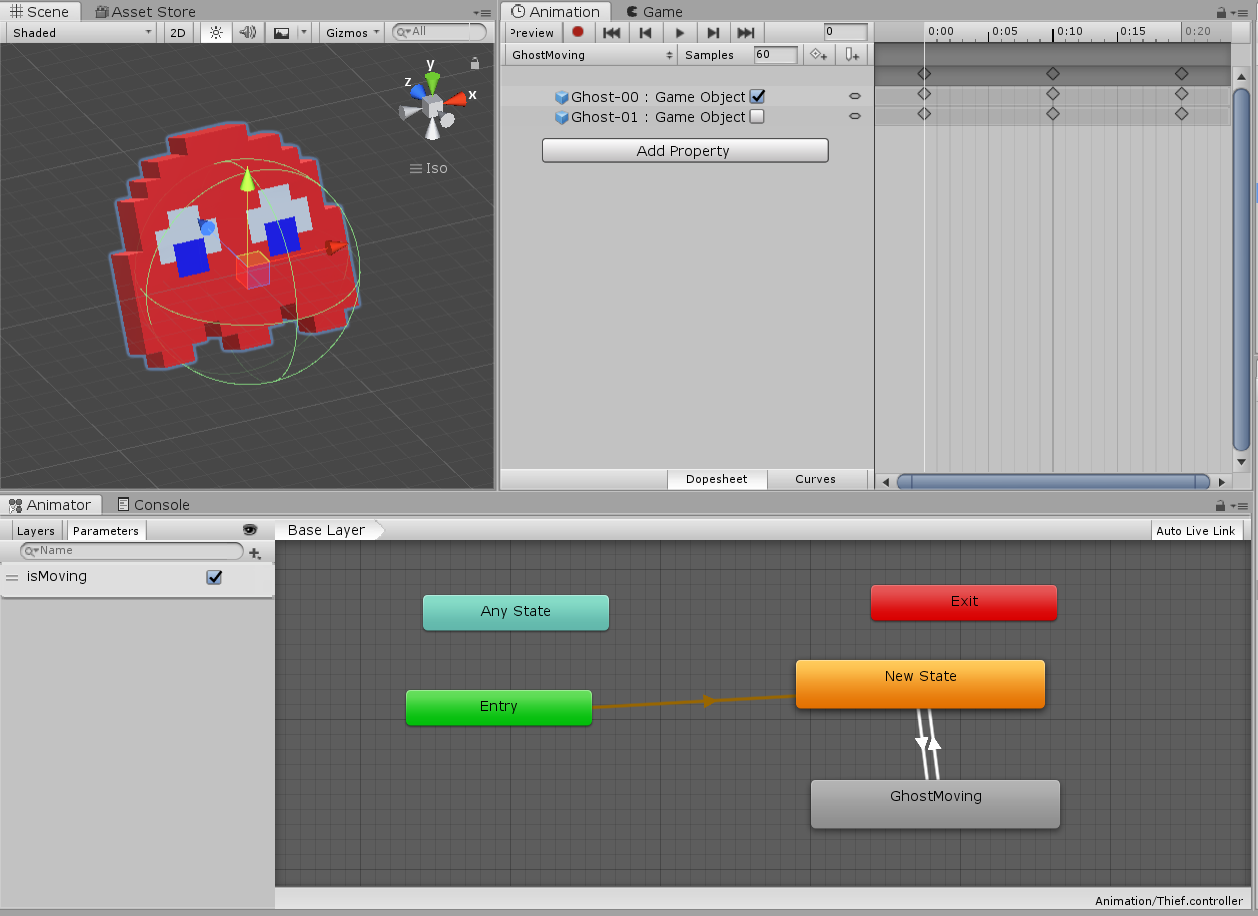 Scene
Asset Store
Shaded
2D
Gizmos
All
y
z
x
Iso
Animation
Game
Preview
0
0:00
0:05
0:10
0:15
0:20
GhostMoving
Samples
60
Ghost-00 : Game Object
Ghost-01 : Game Object
Add Property
Dopesheet
Curves
Animator
Console
Layers
Parameters
Base Layer
Auto Live Link
Name
isMoving
Any State
Exit
New State
Entry
GhostMoving
Animation/Thief.controller